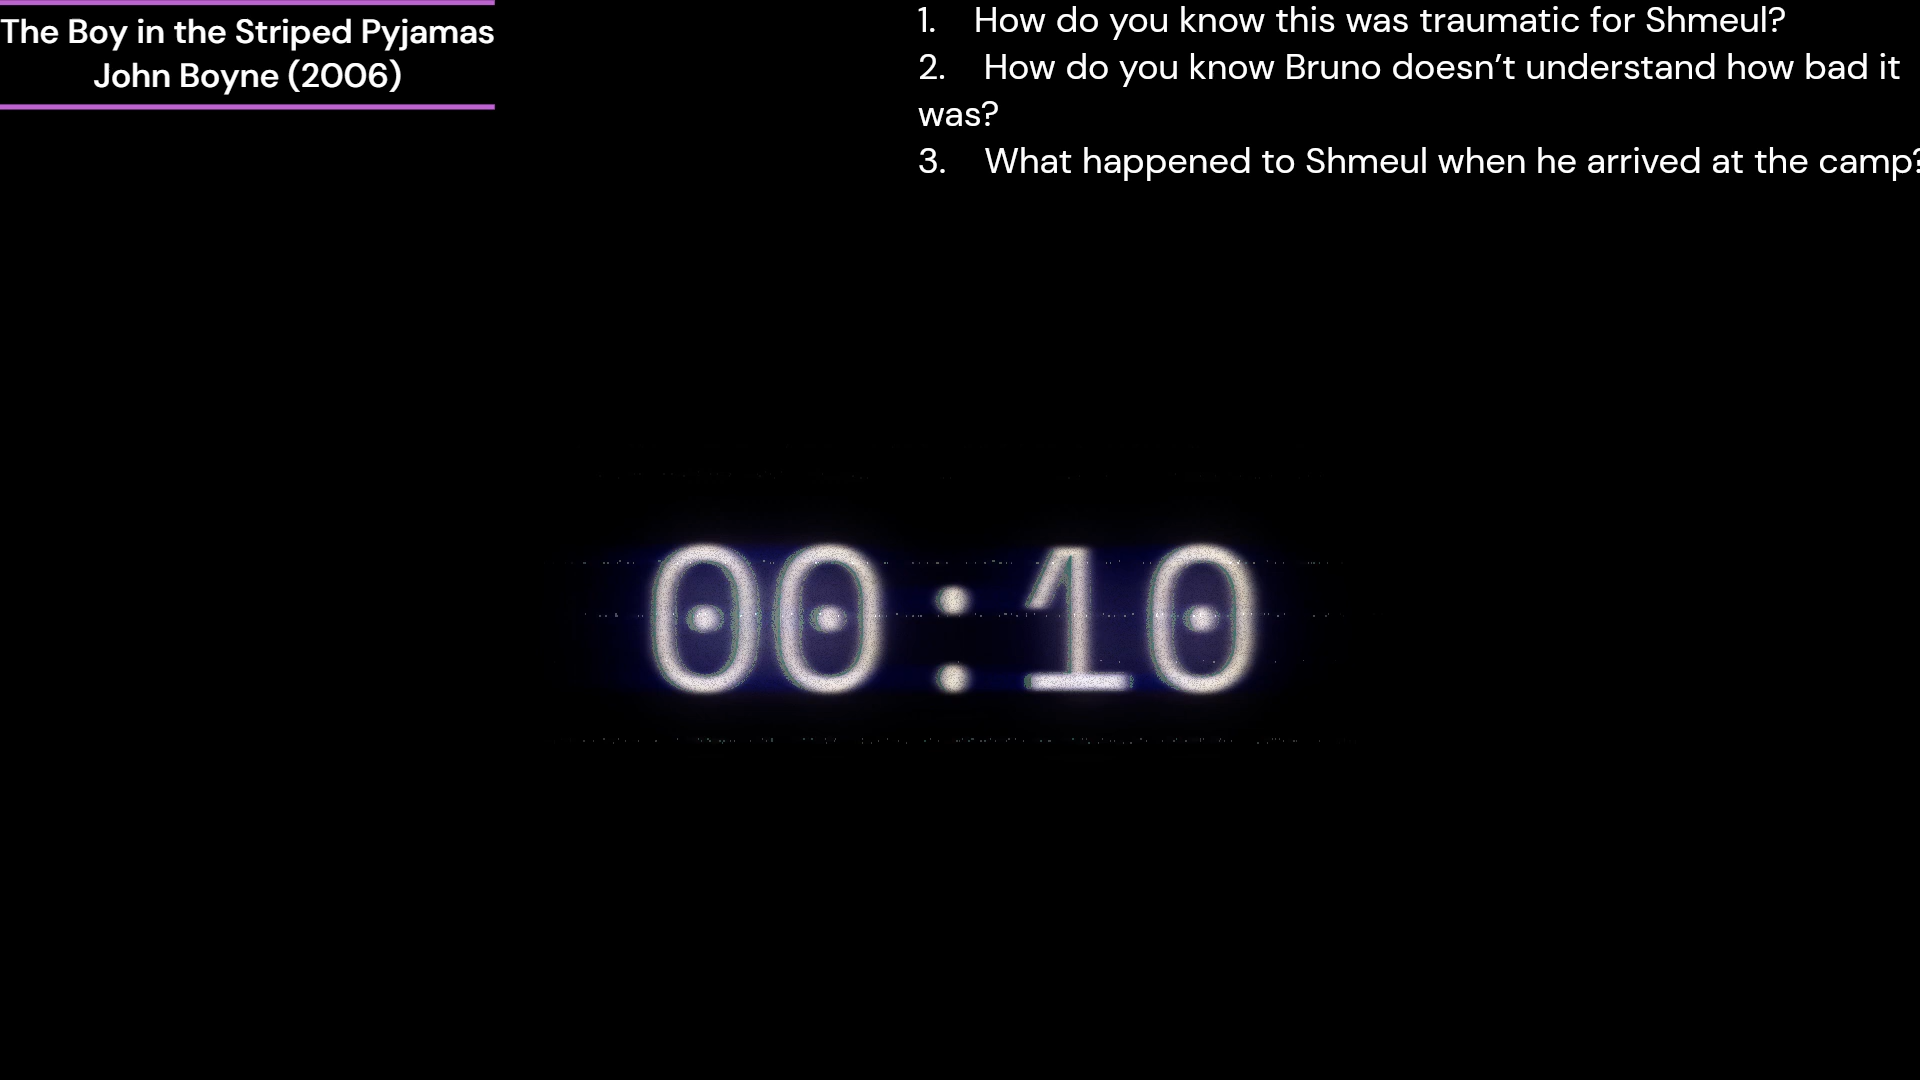 The Boy in the Striped Pyjamas
John Boyne (2006)
1. How do you know this was traumatic for Shmeul?
2. How do you know Bruno doesn’t understand how bad it
was?
3. What happened to Shmeul when he arrived at the camp?
00:10